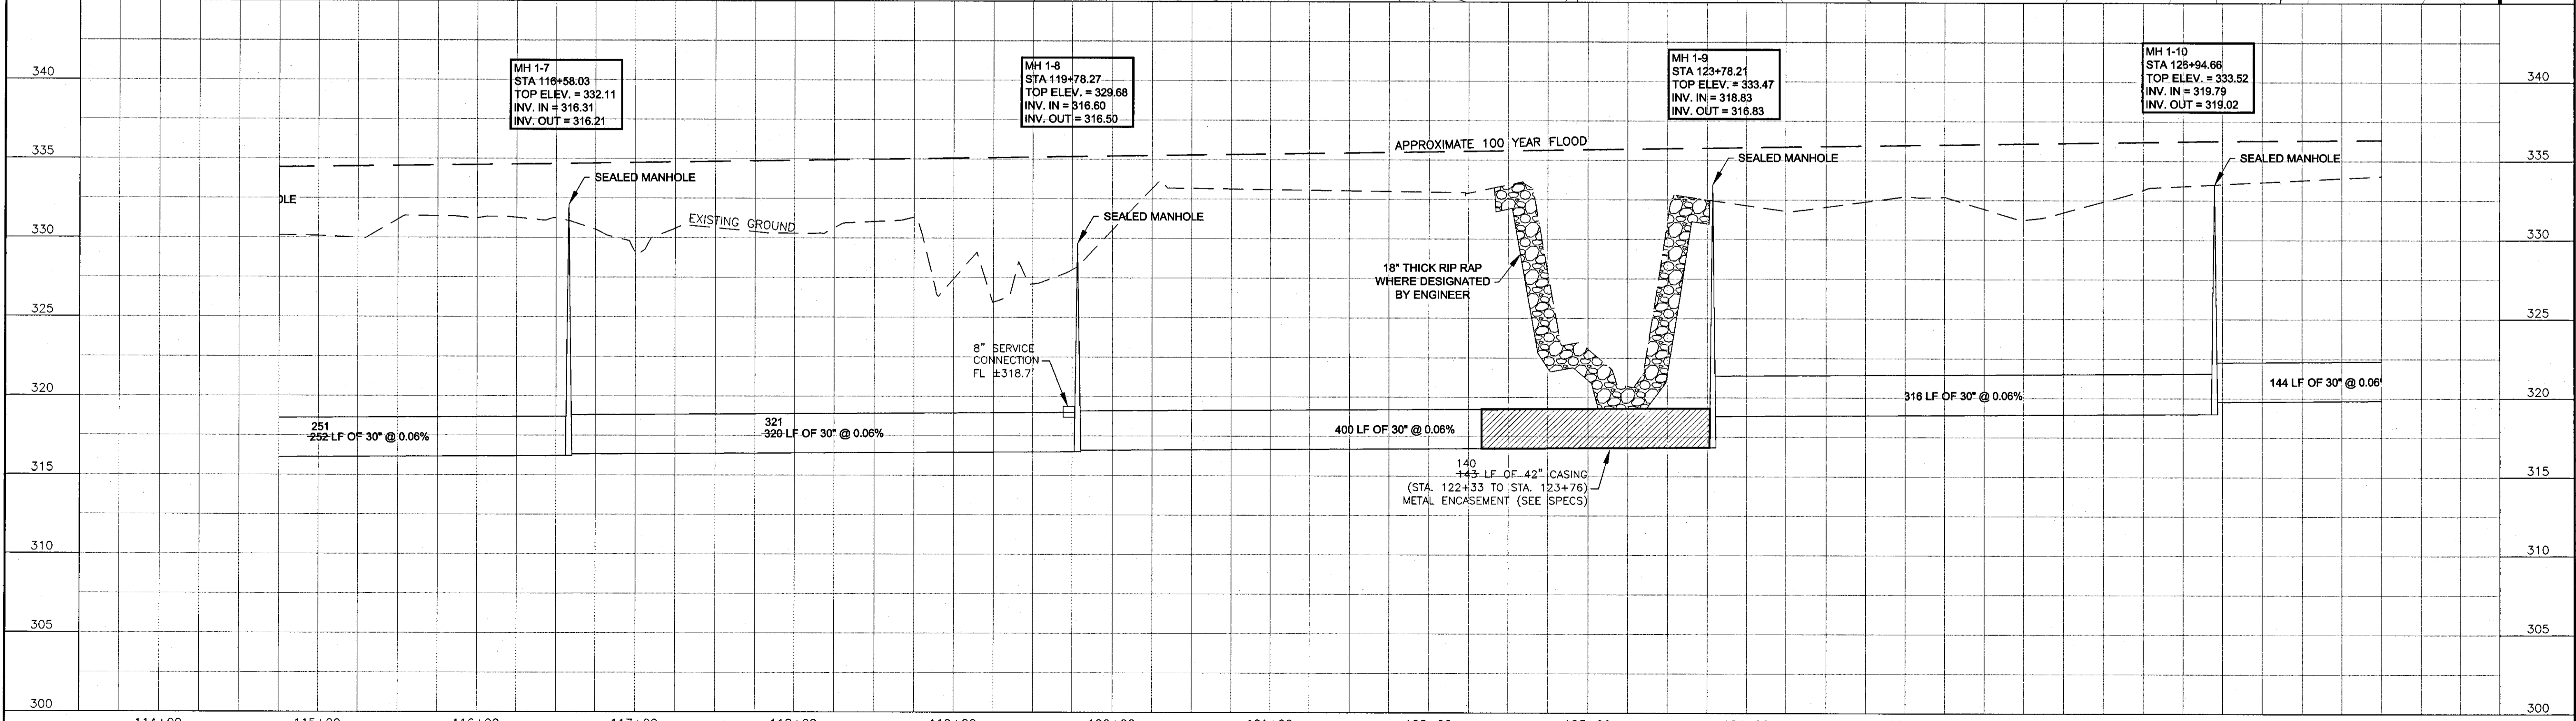 MH 1-7
STA 116+58.03
TOP ELEV. = 332.11
INV. IN = 316.31
INV. OUT = 316.21
MH 1-8
STA 119+78.27
TOP ELEV. = 329.68
INV. IN = 316.60
INV. OUT = 316.50
MH 1-9
STA 123+78.21
TOP ELEV. = 333.47
INV. IN = 318.83
INV. OUT = 316.83
MH 1-10
STA 126+94.66
TOP ELEV. = 333.52
INV. IN = 319.79
INV. OUT = 319.02
340
340
335
APPROXIMATE 100 YEAR FLOOD
335
SEALED MANHOLE
SEALED MANHOLE
SEALED MANHOLE
OLE
SEALED MANHOLE
EXISTING GROUND
330
330
18" THICK RIP RAP
WHERE DESIGNATED
BY ENGINEER
325
325
8" SERVICE
CONNECTION
FL ±318.7'
320
320
144 LF OF 30" @ 0.06
316 LF OF 30" @ 0.06%
251
252 LF OF 30" @ 0.06%
321
320 LF OF 30" @ 0.06%
400 LF OF 30" @ 0.06%
315
315
140
143 LF OF 42" CASING
(STA. 122+33 TO STA. 123+76)
METAL ENCASEMENT (SEE SPECS)
310
310
305
305
300
300